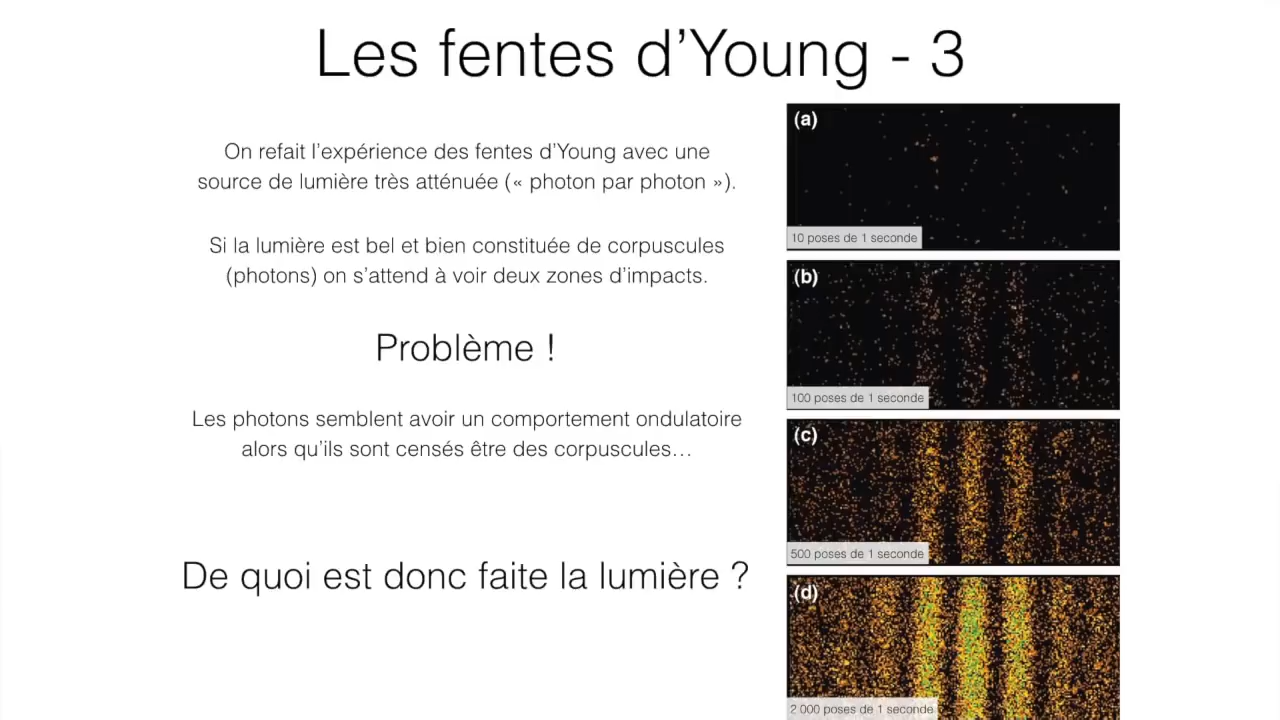 Les fentes d’Young - 3
On refait l’expérience des fentes d’Young avec une
source de lumière très atténuée (« photon par photon »).
Si la lumière est bel et bien constituée de corpuscules
(photons) on s’attend à voir deux zones d’impacts.
Problème !
Les photons semblent avoir un comportement ondulatoire
alors qu’ils sont censés être des corpuscules…
De quoi est donc faite la lumière ?
(a)
10 poses de 1 seconde
(b)
100 poses de 1 seconde
(c)
500 poses de 1 seconde
(d)
2 000 poses de 1 seconde